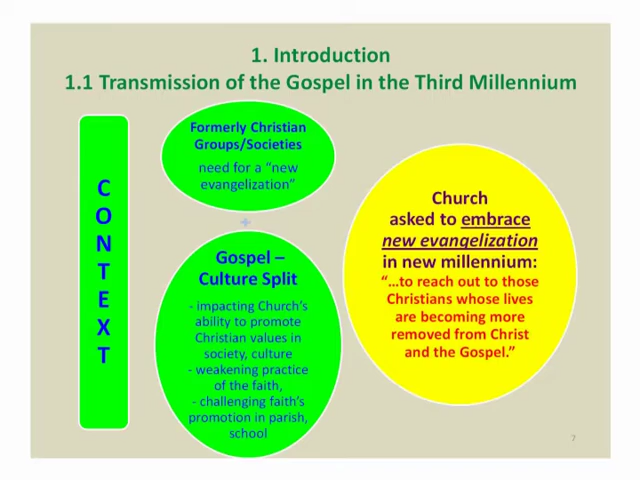 1. Introduction
1.1 Transmission of the Gospel in the Third Millennium
C
O
N
T
E
X
T
Formerly Christian
Groups/Societies
need for a "new
evangelization"
+
Gospel –
Culture Split
- impacting Church's
ability to promote
Christian values in
society, culture
- weakening practice
of the faith,
- challenging faith's
promotion in parish,
school
Church
asked to embrace
new evangelization
in new millennium:
"…to reach out to those
Christians whose lives
are becoming more
removed from Christ
and the Gospel."
7